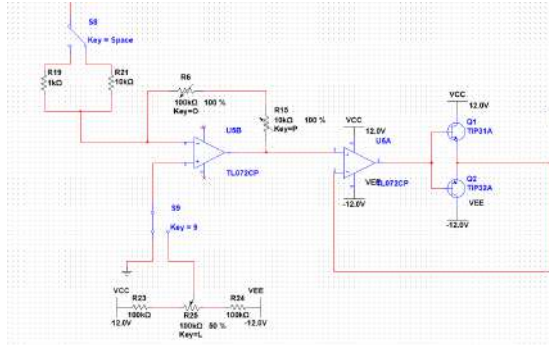 S8
Key = Space
R19
1kΩ
R21
10kΩ
R6
100kΩ 100 %
Key=O
R15
10kΩ 100 %
Key=P
U5B
TL072CP
VCC
12.0V
U6A
VEE
TL072CP
-12.0V
VCC
12.0V
Q1
TIP31A
Q2
TIP32A
VEE
-12.0V
S9
Key = 9
VCC
12.0V
R23
100kΩ
R25
100kΩ 50 %
Key=L
R24
100kΩ
VEE
-12.0V